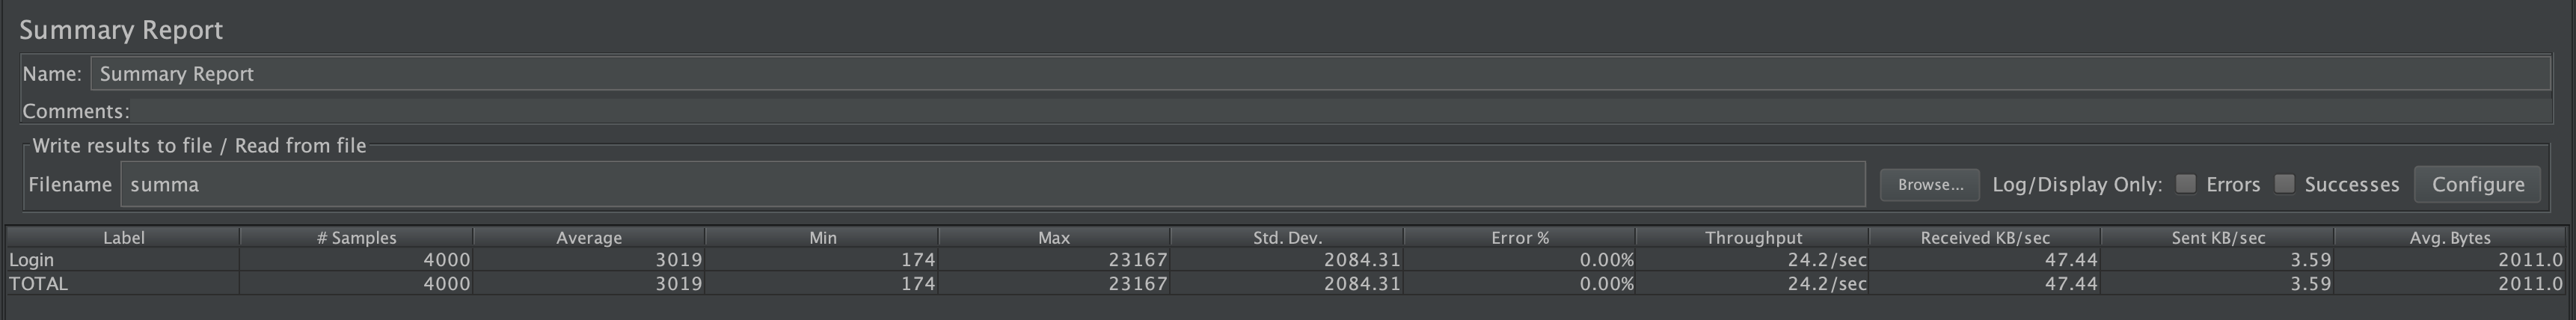 Summary Report
Name: Summary Report
Comments:
Write results to file / Read from file
Filename summa Browse... Log/Display Only: Errors Successes Configure
Label # Samples Average Min Max Std. Dev. Error % Throughput Received KB/sec Sent KB/sec Avg. Bytes
Login 4000 3019 174 23167 2084.31 0.00% 24.2/sec 47.44 3.59 2011.0
TOTAL 4000 3019 174 23167 2084.31 0.00% 24.2/sec 47.44 3.59 2011.0